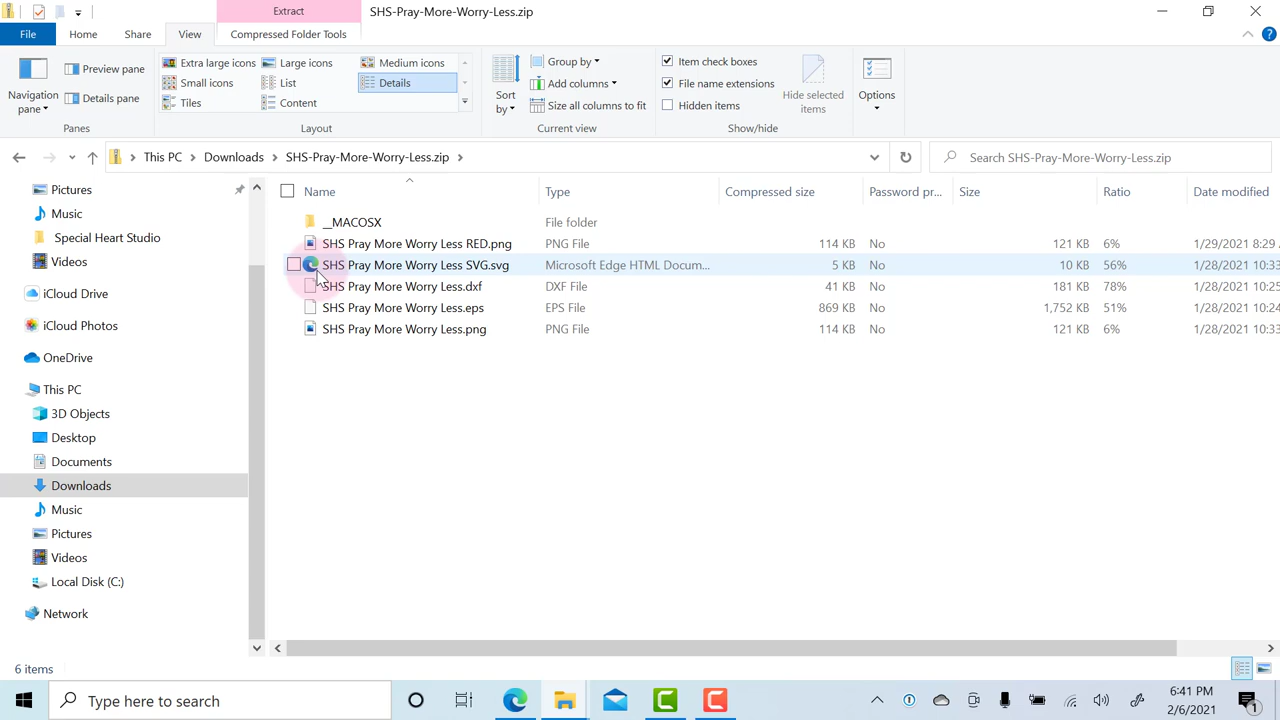 Extract
SHS-Pray-More-Worry-Less.zip
File
Home
Share
View
Compressed Folder Tools
Navigation pane
Preview pane
Details pane
Panes
Extra large icons
Large icons
Medium icons
Small icons
List
Details
Tiles
Content
Layout
Sort by
Group by
Add columns
Size all columns to fit
Current view
Item check boxes
File name extensions
Hidden items
Hide selected items
Show/hide
Options
This PC > Downloads > SHS-Pray-More-Worry-Less.zip >
Search SHS-Pray-More-Worry-Less.zip
Name Type Compressed size Password pr... Size Ratio Date modified
__MACOSX File folder
SHS Pray More Worry Less RED.png PNG File 114 KB No 121 KB 6% 1/29/2021 8:29
SHS Pray More Worry Less SVG.svg Microsoft Edge HTML Docum... 5 KB No 10 KB 56% 1/28/2021 10:33
SHS Pray More Worry Less.dxf DXF File 41 KB No 181 KB 78% 1/28/2021 10:25
SHS Pray More Worry Less.eps EPS File 869 KB No 1,752 KB 51% 1/28/2021 10:24
SHS Pray More Worry Less.png PNG File 114 KB No 121 KB 6% 1/28/2021 10:33
Pictures
Music
Special Heart Studio
Videos
iCloud Drive
iCloud Photos
OneDrive
This PC
3D Objects
Desktop
Documents
Downloads
Music
Pictures
Videos
Local Disk (C:)
Network
6 items
Type here to search
6:41 PM
2/6/2021
1